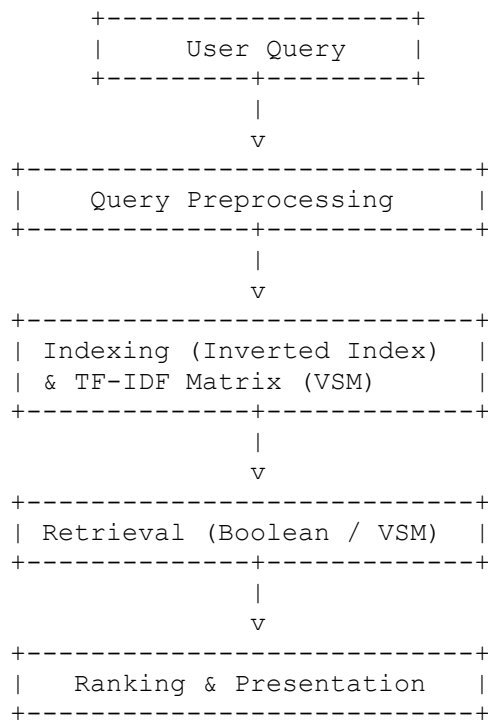 User Query
Query Preprocessing
Indexing (Inverted Index)
& TF-IDF Matrix (VSM)
Retrieval (Boolean / VSM)
Ranking & Presentation